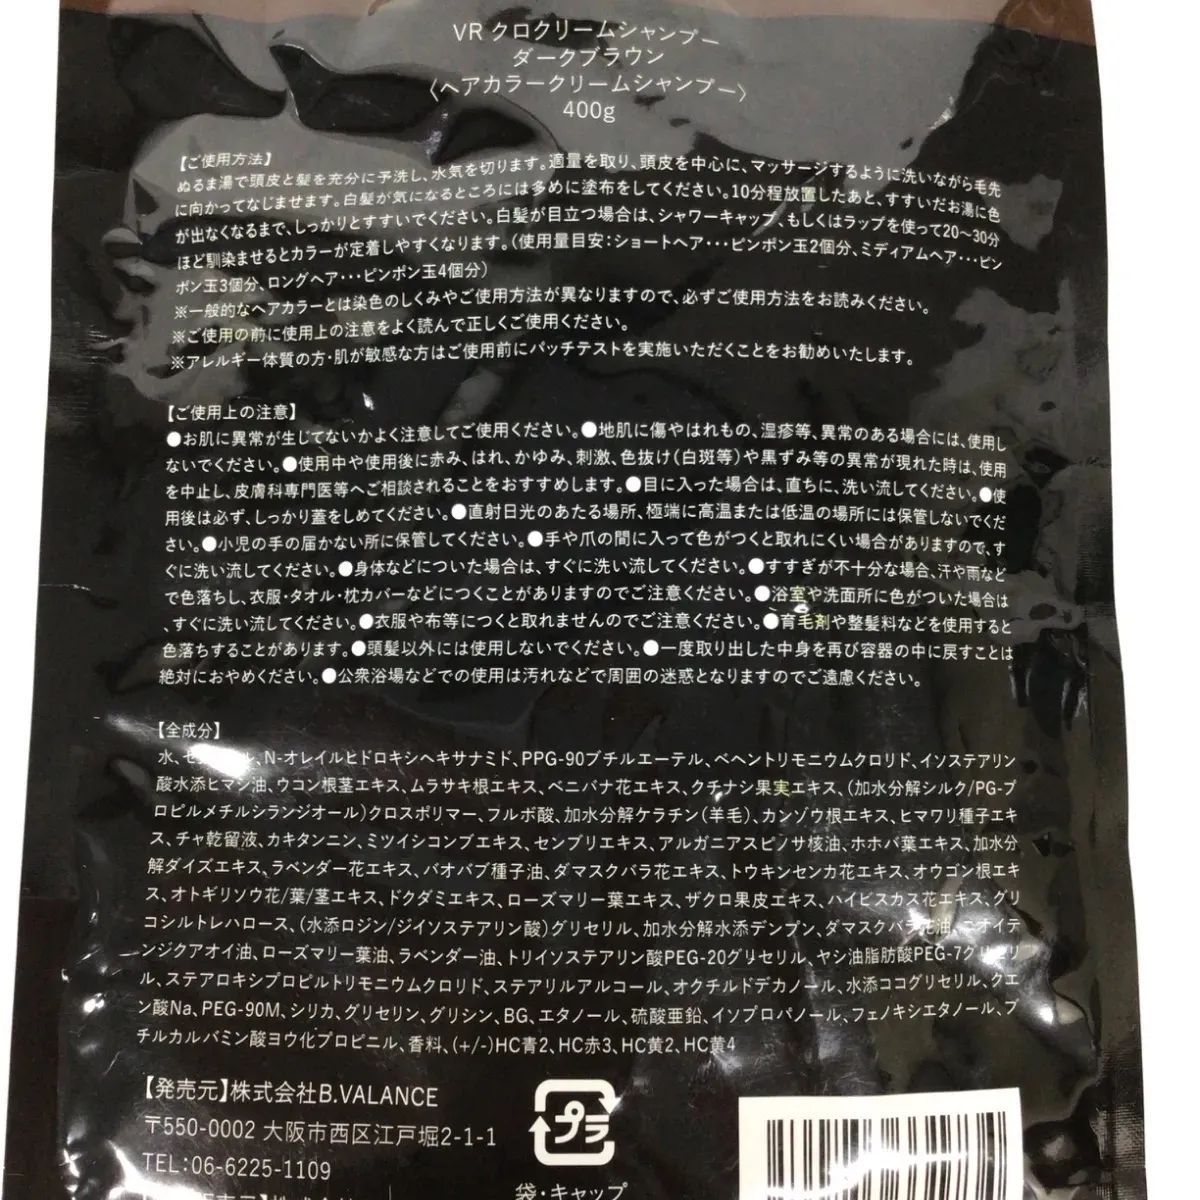 VR クロクリームシャンプー
ダークブラウン
〈ヘアカラークリームシャンプー〉
400g
【ご使用方法】
ぬるま湯で頭皮と髪を充分に予洗し、水気を切ります。適量を取り、頭皮を中心に、マッサージするように洗いながら毛先
に向かってなじませます。白髪が気になるところには多めに塗布をしてください。10分程放置したあと、すすいだお湯に色
が出なくなるまで、しっかりとすすいでください。白髪が目立つ場合は、シャワーキャップ、もしくはラップを使って20〜30分
ほど馴染ませるとカラーが定着しやすくなります。（使用量目安：ショートヘア・・・ピンポン玉2個分、ミディアムヘア・・・ピン
ポン玉3個分、ロングヘア・・・ピンポン玉4個分）
※一般的なヘアカラーとは染色のしくみやご使用方法が異なりますので、必ずご使用方法をお読みください。
※ご使用の前に使用上の注意をよく読んで正しくご使用ください。
※アレルギー体質の方・肌が敏感な方はご使用前にパッチテストを実施いただくことをお勧めいたします。
【ご使用上の注意】
●お肌に異常が生じてないかよく注意してご使用ください。●地肌に傷やはれもの、湿疹等、異常のある場合には、使用し
ないでください。●使用中や使用後に赤み、はれ、かゆみ、刺激、色抜け(白斑等)や黒ずみ等の異常が現れた時は、使用
を中止し、皮膚科専門医等へご相談されることをおすすめします。●目に入った場合は、直ちに、洗い流してください。●使
用後は必ず、しっかり蓋をしめてください。●直射日光のあたる場所、極端に高温または低温の場所には保管しないでくだ
さい。●小児の手の届かない所に保管してください。●手や爪の間に入って色がつくと取れにくい場合がありますので、す
ぐに洗い流してください。●身体などについた場合は、すぐに洗い流してください。●すすぎが不十分な場合、汗や雨など
で色落ちし、衣服・タオル・枕カバーなどにつくことがありますのでご注意ください。●浴室や洗面所に色がついた場合は
、すぐに洗い流してください。●衣服や布等につくと取れませんのでご注意ください。●育毛剤や整髪料などを使用すると
色落ちすることがあります。●頭髪以外には使用しないでください。●一度取り出した中身を再び容器の中に戻すことは
絶対におやめください。●公衆浴場などでの使用は汚れなどで周囲の迷惑となりますのでご遠慮ください。
【全成分】
水、セ ル、N-オレイルヒドロキシヘキサナミド、PPG-90ブチルエーテル、ベヘントリモニウムクロリド、イソステアリン
酸水添ヒマシ油、ウコン根茎エキス、ムラサキ根エキス、ベニバナ花エキス、クチナシ果実エキス、(加水分解シルク/PG-プ
ロピルメチルシランジオール)クロスポリマー、フルボ酸、加水分解ケラチン(羊毛)、カンゾウ根エキス、ヒマワリ種子エキ
ス、チャ乾留液、カキタンニン、ミツイシコンブエキス、センブリエキス、アルガニアスピノサ核油、ホホバ葉エキス、加水分
解ダイズエキス、ラベンダー花エキス、バオバブ種子油、ダマスクバラ花エキス、トウキンセンカ花エキス、オウゴン根エキ
ス、オトギリソウ花/葉/茎エキス、ドクダミエキス、ローズマリー葉エキス、ザクロ果皮エキス、ハイビスカス花エキス、グリ
コシルトレハロース、(水添ロジン/ジイソステアリン酸)グリセリル、加水分解水添デンプン、ダマスクバラ花油、ニオイテ
ンジクアオイ油、ローズマリー葉油、ラベンダー油、トリイソステアリン酸PEG-20グリセリル、ヤシ油脂肪酸PEG-7グリセリ
ル、ステアロキシプロピルトリモニウムクロリド、ステアリルアルコール、オクチルドデカノール、水添ココグリセリル、クエ
ン酸Na、PEG-90M、シリカ、グリセリン、グリシン、BG、エタノール、硫酸亜鉛、イソプロパノール、フェノキシエタノール、ブ
チルカルバミン酸ヨウ化プロピニル、香料、(+/-)HC青2、HC赤3、HC黄2、HC黄4
【発売元】株式会社B.VALANCE
〒550-0002 大阪市西区江戸堀2-1-1
TEL:06-6225-1109
プラ
袋・キャップ